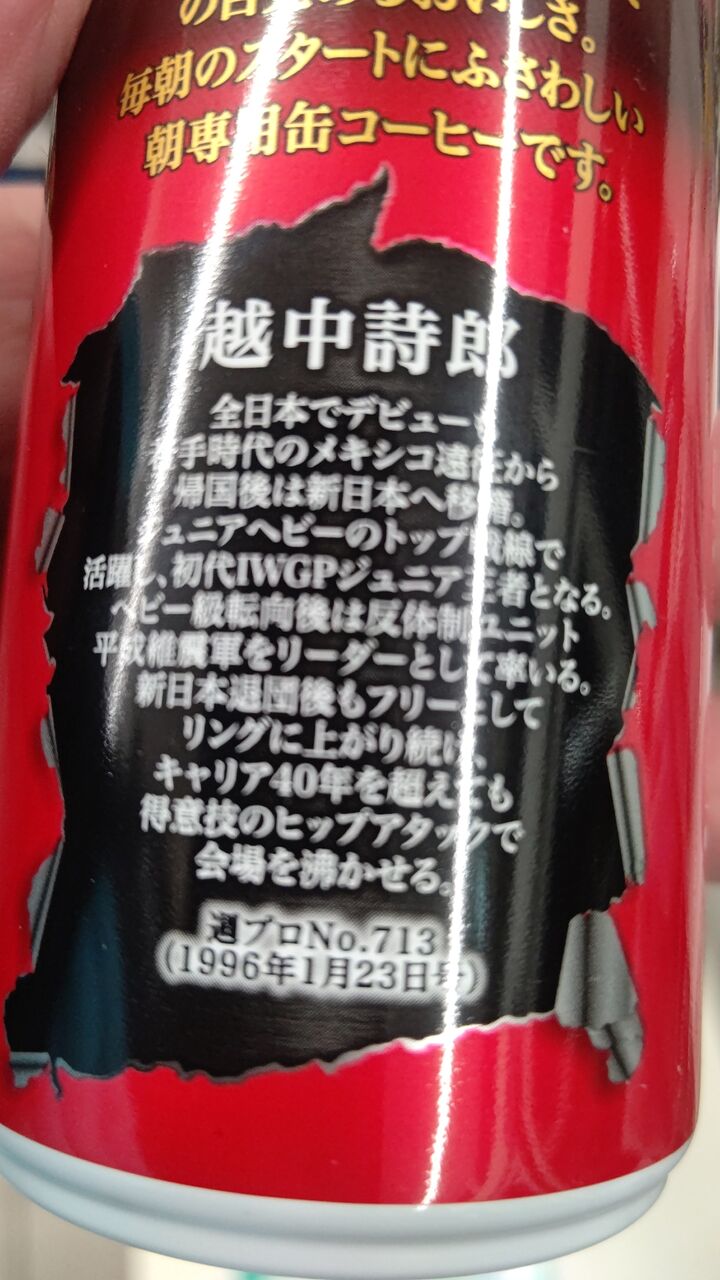 の
しさ。
毎朝のスタートにふさわしい
朝専用缶コーヒーです。
越中詩郎
全日本でデビュー
手時代のメキシコ遠征から
帰国後は新日本へ移籍。
ュニアヘビーのトップ戦線で
活躍し、初代IWGPジュニア王者となる。
ヘビー級転向後は反体制ユニット
平成維震軍をリーダーとして率いる。
新日本退団後もフリーとして
リングに上がり続け、
キャリア40年を超えても
得意技のヒップアタックで
会場を沸かせる。
週プロNo.713
(1996年1月23日号)